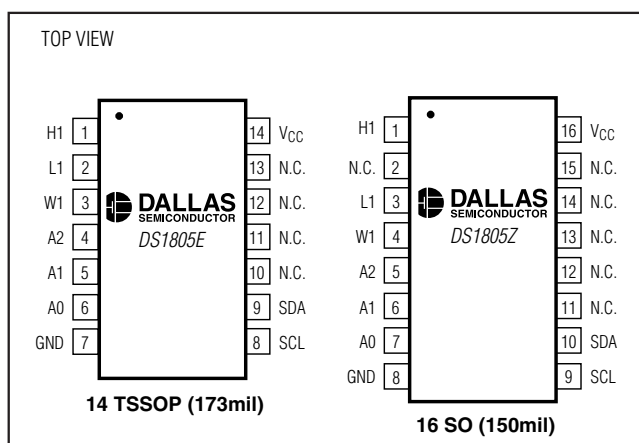 TOP VIEW
H1 1
L1 2
W1 3
A2 4
A1 5
A0 6
GND 7
DALLAS
SEMICONDUCTOR
DS1805E
14 VCC
13 N.C.
12 N.C.
11 N.C.
10 N.C.
9 SDA
8 SCL
14 TSSOP (173mil)
H1 1
N.C. 2
L1 3
W1 4
A2 5
A1 6
A0 7
GND 8
DALLAS
SEMICONDUCTOR
DS1805Z
16 VCC
15 N.C.
14 N.C.
13 N.C.
12 N.C.
11 N.C.
10 SDA
9 SCL
16 SO (150mil)